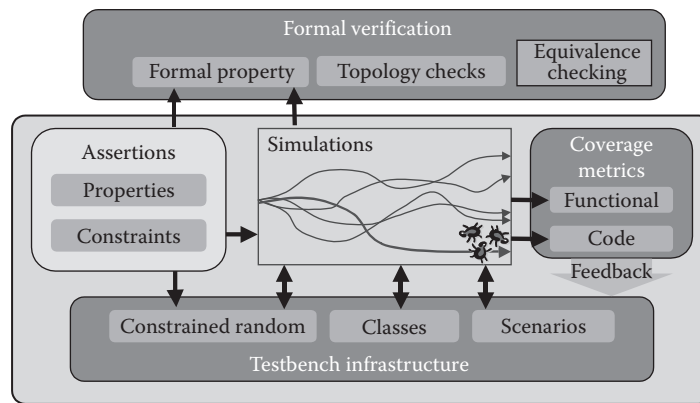 Formal verification
Formal property
Topology checks
Equivalence
checking
Assertions
Properties
Constraints
Simulations
Coverage
metrics
Functional
Code
Feedback
Constrained random
Classes
Scenarios
Testbench infrastructure